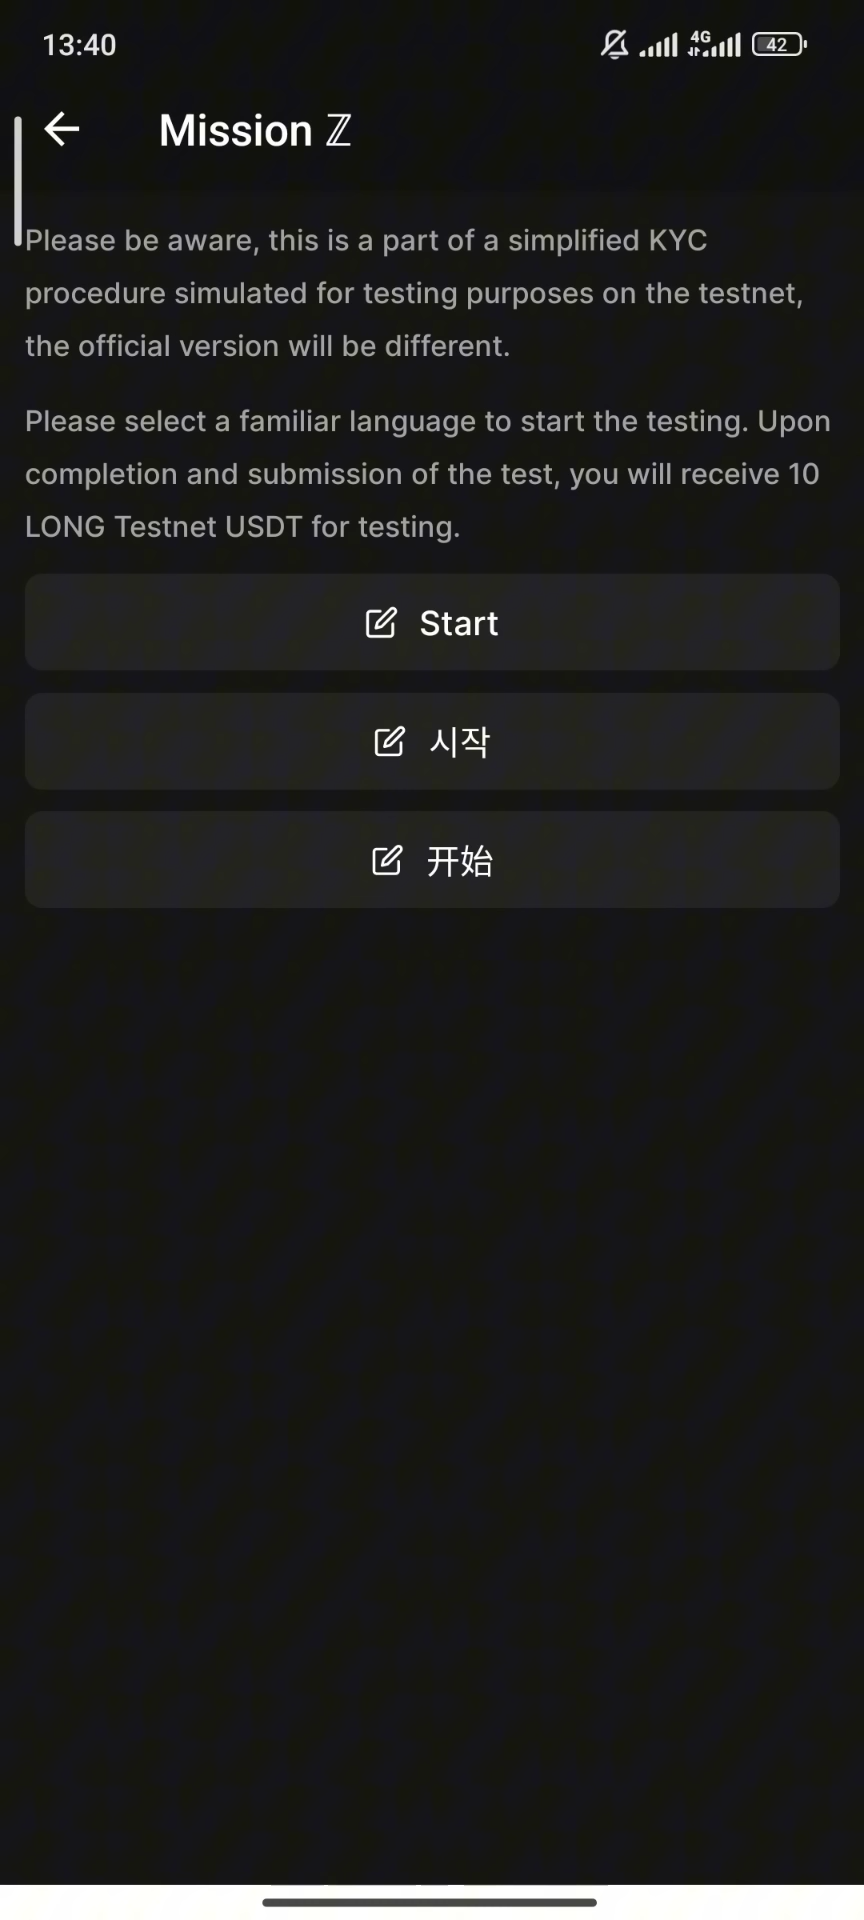 13:40
4G
42
Mission ℤ
Please be aware, this is a part of a simplified KYC
procedure simulated for testing purposes on the testnet,
the official version will be different.
Please select a familiar language to start the testing. Upon
completion and submission of the test, you will receive 10
LONG Testnet USDT for testing.
Start
시작
开始